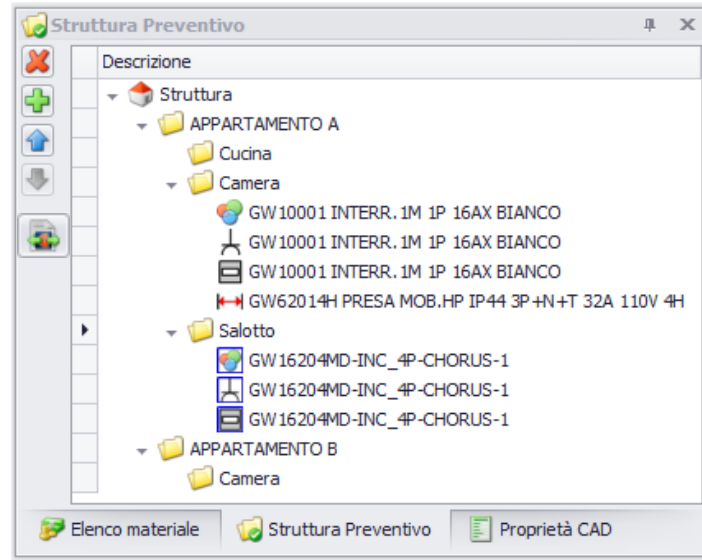 Struttura Preventivo
Descrizione
Struttura
APPARTAMENTO A
Cucina
Camera
GW10001 INTERR. 1M 1P 16AX BIANCO
GW10001 INTERR. 1M 1P 16AX BIANCO
GW10001 INTERR. 1M 1P 16AX BIANCO
GW62014H PRESA MOB.HP IP44 3P+N+T 32A 110V 4H
Salotto
GW16204MD-INC_4P-CHORUS-1
GW16204MD-INC_4P-CHORUS-1
GW16204MD-INC_4P-CHORUS-1
APPARTAMENTO B
Camera
Elenco materiale Struttura Preventivo Proprietà CAD